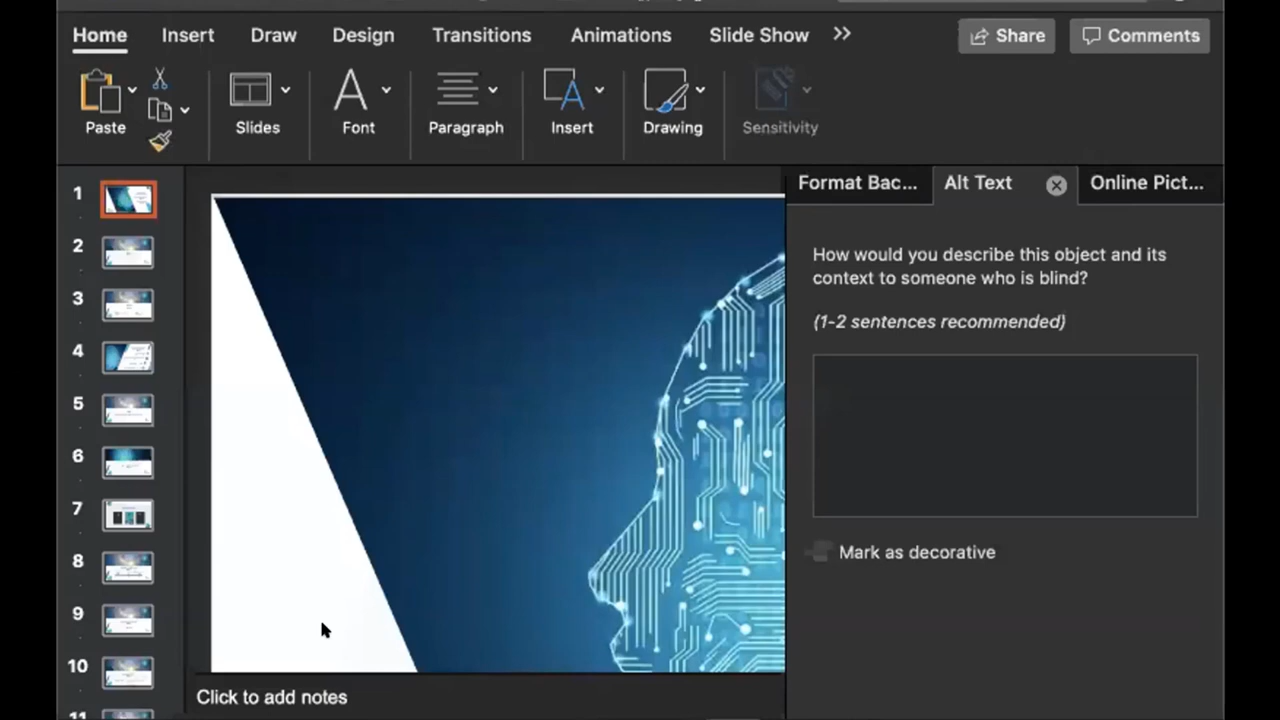 Home Insert Draw Design Transitions Animations Slide Show Share Comments
Paste Slides Font Paragraph Insert Drawing Sensitivity
Format Bac... Alt Text Online Pict...
How would you describe this object and its
context to someone who is blind?
(1-2 sentences recommended)
Mark as decorative
1
2
3
4
5
6
7
8
9
10
11
Click to add notes